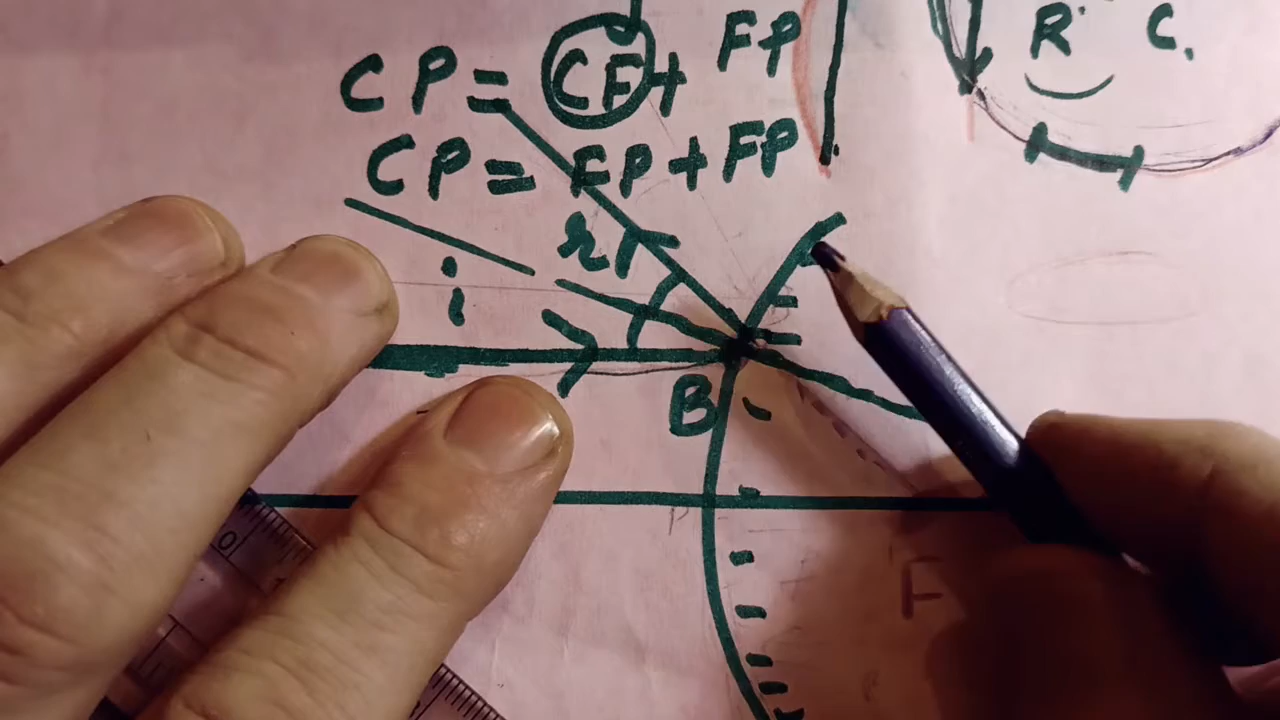 CP = CF + FP
R C.
CP = FP + FP
r
i
B
P
F